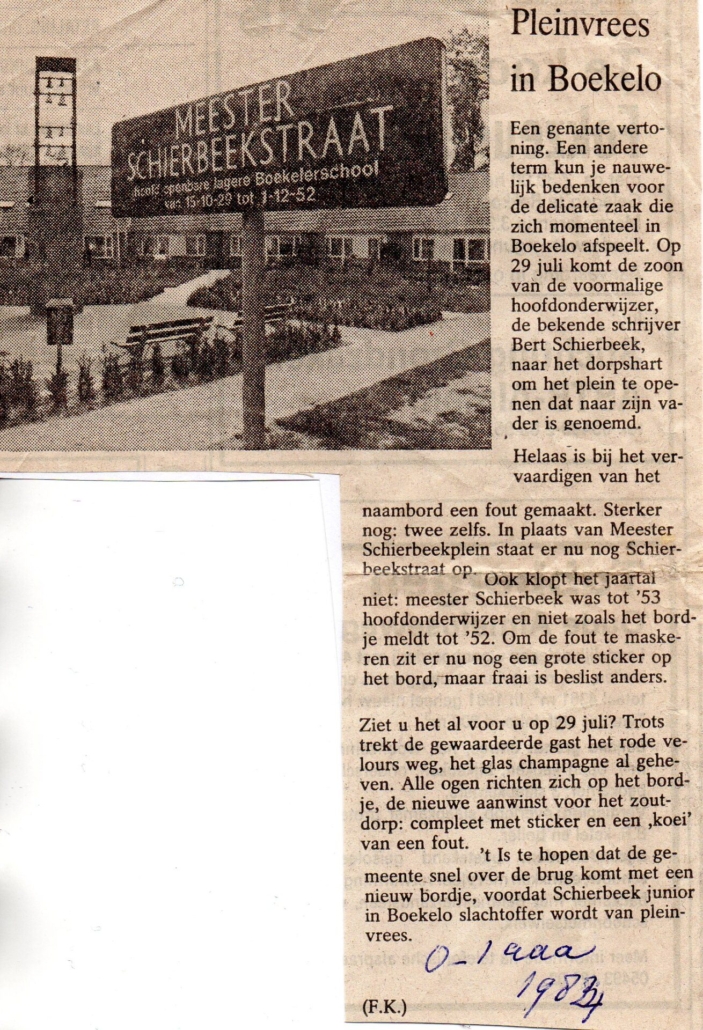 MEESTER
SCHIERBEEKSTRAAT
hoofd openbare lagere Boekelerschool
van 15-10-29 tot 1-12-52
Pleinvrees
in Boekelo
Een genante verto-
ning. Een andere
term kun je nauwe-
lijk bedenken voor
de delicate zaak die
zich momenteel in
Boekelo afspeelt. Op
29 juli komt de zoon
van de voormalige
hoofdonderwijzer,
de bekende schrijver
Bert Schierbeek,
naar het dorpshart
om het plein te ope-
nen dat naar zijn va-
der is genoemd.
Helaas is bij het ver-
vaardigen van het
naambord een fout gemaakt. Sterker
nog: twee zelfs. In plaats van Meester
Schierbeekplein staat er nu nog Schier-
beekstraat op.
Ook klopt het jaartal
niet: meester Schierbeek was tot '53
hoofdonderwijzer en niet zoals het bord-
je meldt tot '52. Om de fout te maske-
ren zit er nu nog een grote sticker op
het bord, maar fraai is beslist anders.
Ziet u het al voor u op 29 juli? Trots
trekt de gewaardeerde gast het rode ve-
lours weg, het glas champagne al gehe-
ven. Alle ogen richten zich op het bord-
je, de nieuwe aanwinst voor het zout-
dorp: compleet met sticker en een ,koei'
van een fout.
't Is te hopen dat de ge-
meente snel over de brug komt met een
nieuw bordje, voordat Schierbeek junior
in Boekelo slachtoffer wordt van plein-
vrees.
(F.K.)